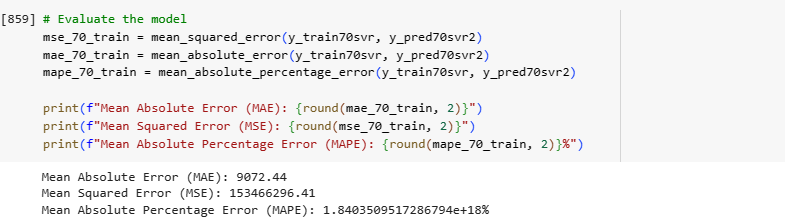 [859] # Evaluate the model
mse_70_train = mean_squared_error(y_train70svr, y_pred70svr2)
mae_70_train = mean_absolute_error(y_train70svr, y_pred70svr2)
mape_70_train = mean_absolute_percentage_error(y_train70svr, y_pred70svr2)
print(f"Mean Absolute Error (MAE): {round(mae_70_train, 2)}")
print(f"Mean Squared Error (MSE): {round(mse_70_train, 2)}")
print(f"Mean Absolute Percentage Error (MAPE): {round(mape_70_train, 2)}%")
Mean Absolute Error (MAE): 9072.44
Mean Squared Error (MSE): 153466296.41
Mean Absolute Percentage Error (MAPE): 1.8403509517286794e+18%